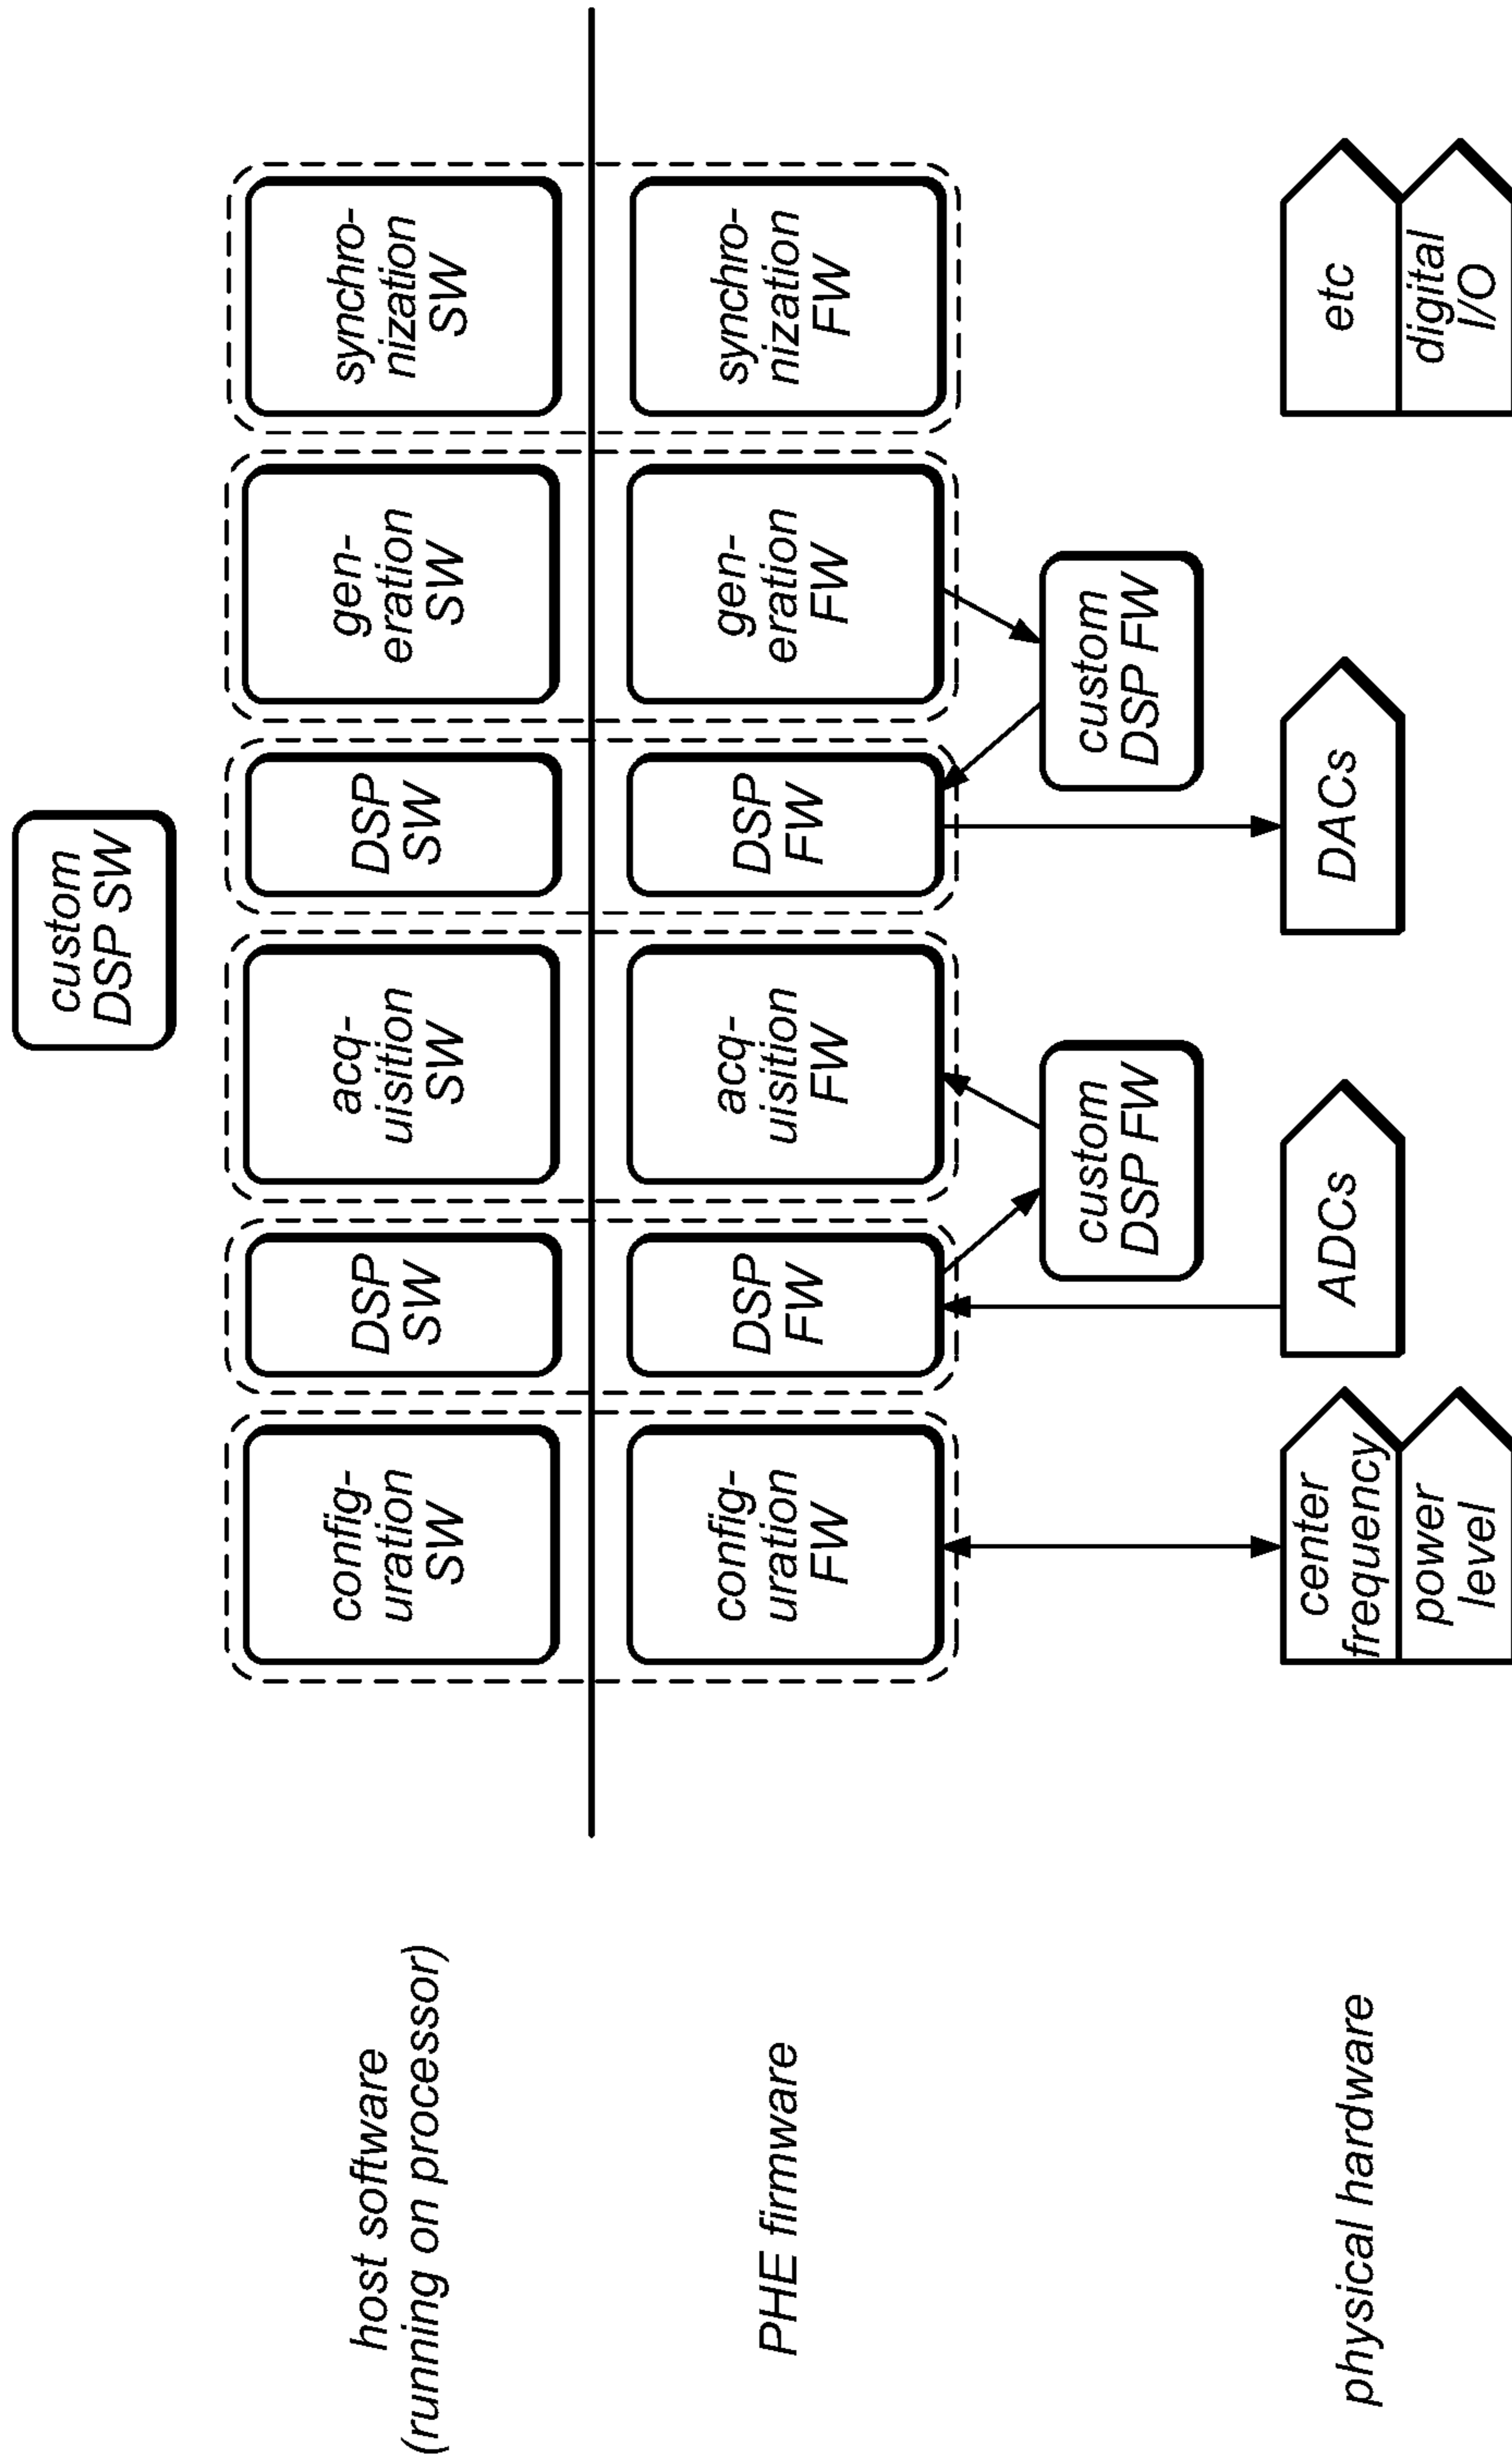 custom
DSP SW
host software
(running on processor)
config-
uration
SW
DSP
SW
acq-
uisition
SW
DSP
SW
gen-
eration
SW
synchro-
nization
SW
PHE firmware
config-
uration
FW
DSP
FW
acq-
uisition
FW
DSP
FW
gen-
eration
FW
synchro-
nization
FW
custom
DSP FW
custom
DSP FW
physical hardware
center
frequency
power
level
ADCs
DACs
etc
digital
I/O